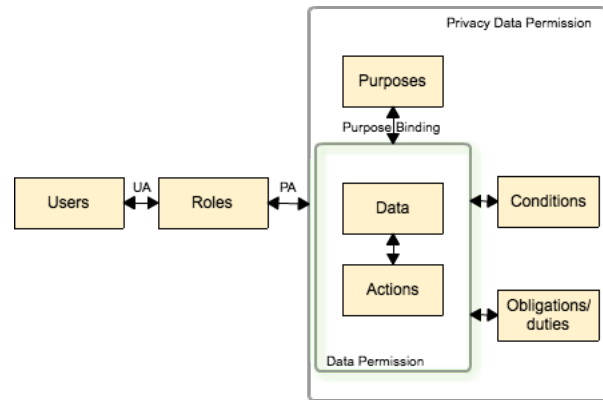 Privacy Data Permission
Purposes
Purpose Binding
UA
PA
Users
Roles
Data
Conditions
Actions
Obligations/
duties
Data Permission